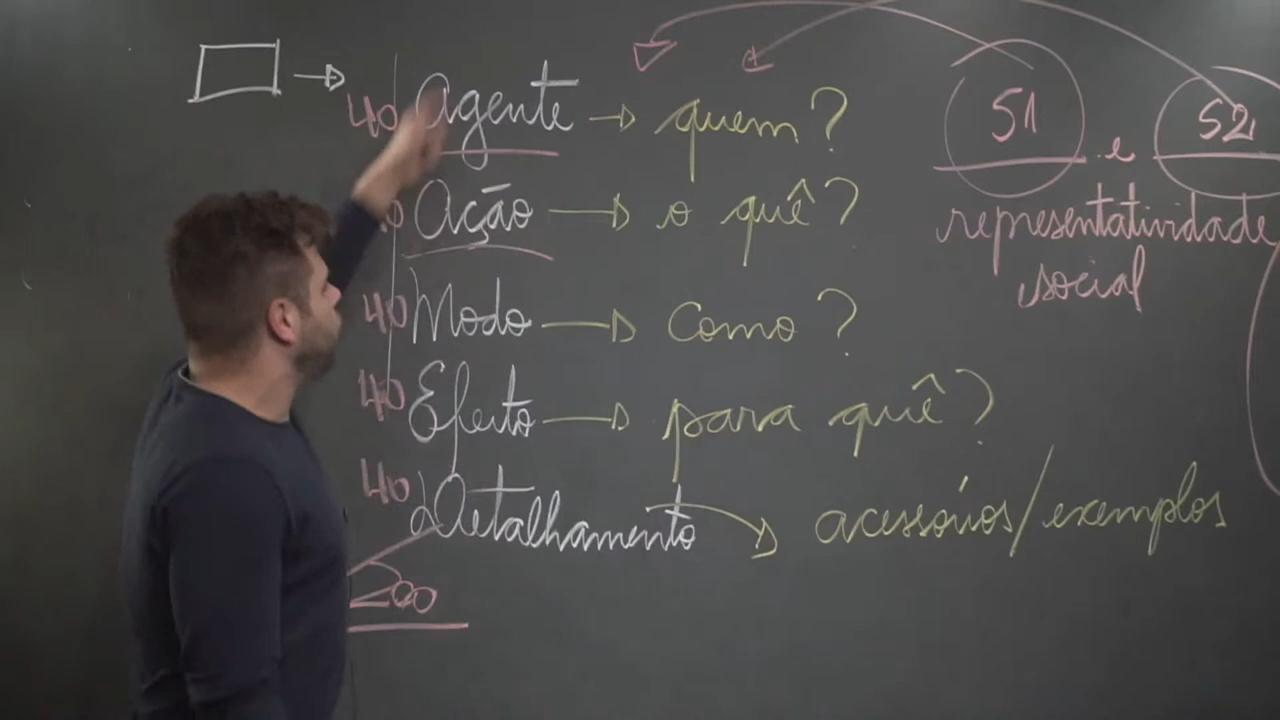 40 Agente → quem?
Ação → o quê?
40 Modo → Como?
40 Efeito → para quê?
40 Detalhamento → acessórios/exemplos
200
S1 e S2
representatividade
social